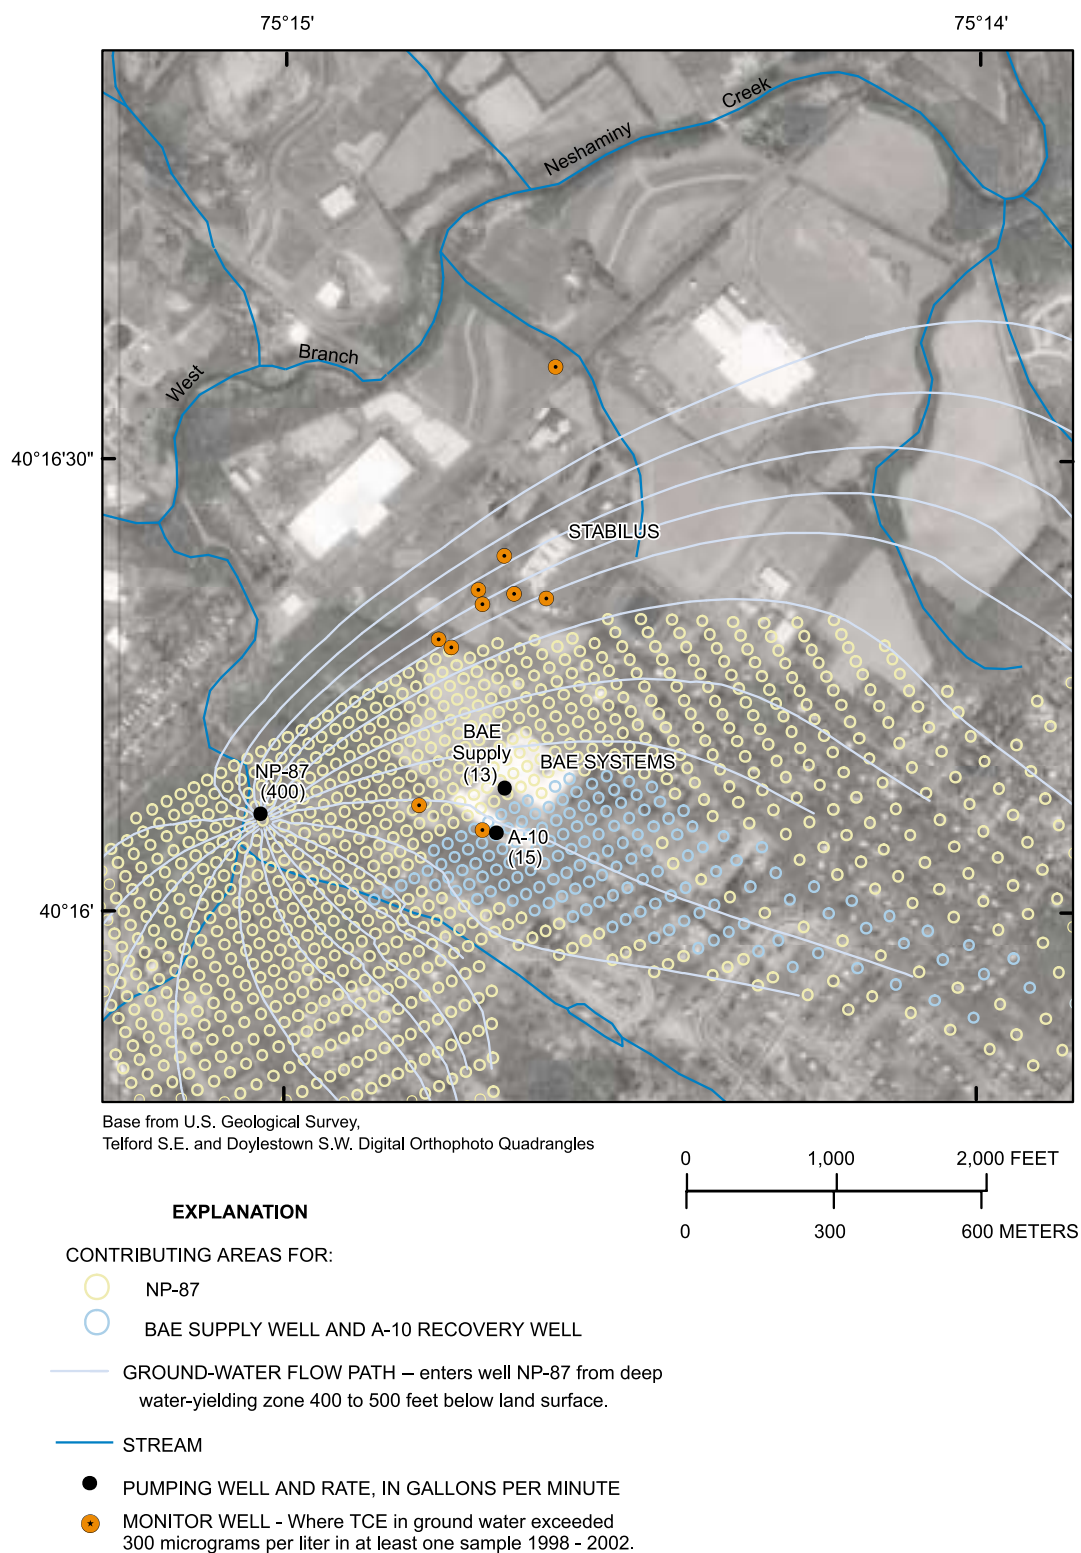 75°15'
75°14'
Creek
Neshaminy
Branch
West
40°16'30"
STABILUS
BAE
Supply
(13)
BAE SYSTEMS
NP-87
(400)
A-10
(15)
40°16'
Base from U.S. Geological Survey,
Telford S.E. and Doylestown S.W. Digital Orthophoto Quadrangles
0 1,000 2,000 FEET
0 300 600 METERS
EXPLANATION
CONTRIBUTING AREAS FOR:
NP-87
BAE SUPPLY WELL AND A-10 RECOVERY WELL
GROUND-WATER FLOW PATH – enters well NP-87 from deep
water-yielding zone 400 to 500 feet below land surface.
STREAM
PUMPING WELL AND RATE, IN GALLONS PER MINUTE
MONITOR WELL - Where TCE in ground water exceeded
300 micrograms per liter in at least one sample 1998 - 2002.